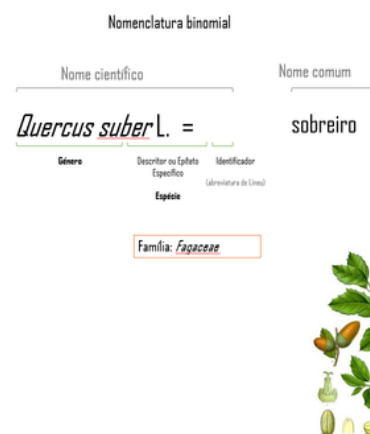 Nomenclatura binomial
Nome científico
Nome comum
Quercus suber L. =
sobreiro
Género
Descritor ou Epíteto
Específico
Identificador
(abreviatura de Lineu)
Espécie
Família: Fagaceae